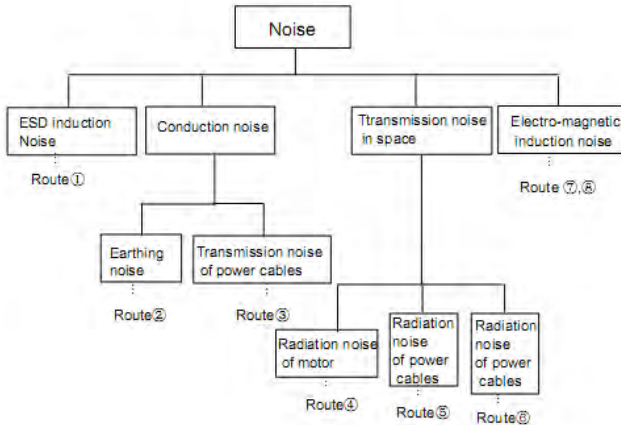 Noise
ESD induction
Noise
Conduction noise
Ttransmission noise
in space
Electro-magnetic
induction noise
Route①
Route ⑦,⑧
Earthing
noise
Transmission noise
of power cables
Route②
Route③
Radiation noise
of motor
Radiation
noise
of power
cables
Radiation
noise
of power
cables
Route④
Route⑤
Route⑥